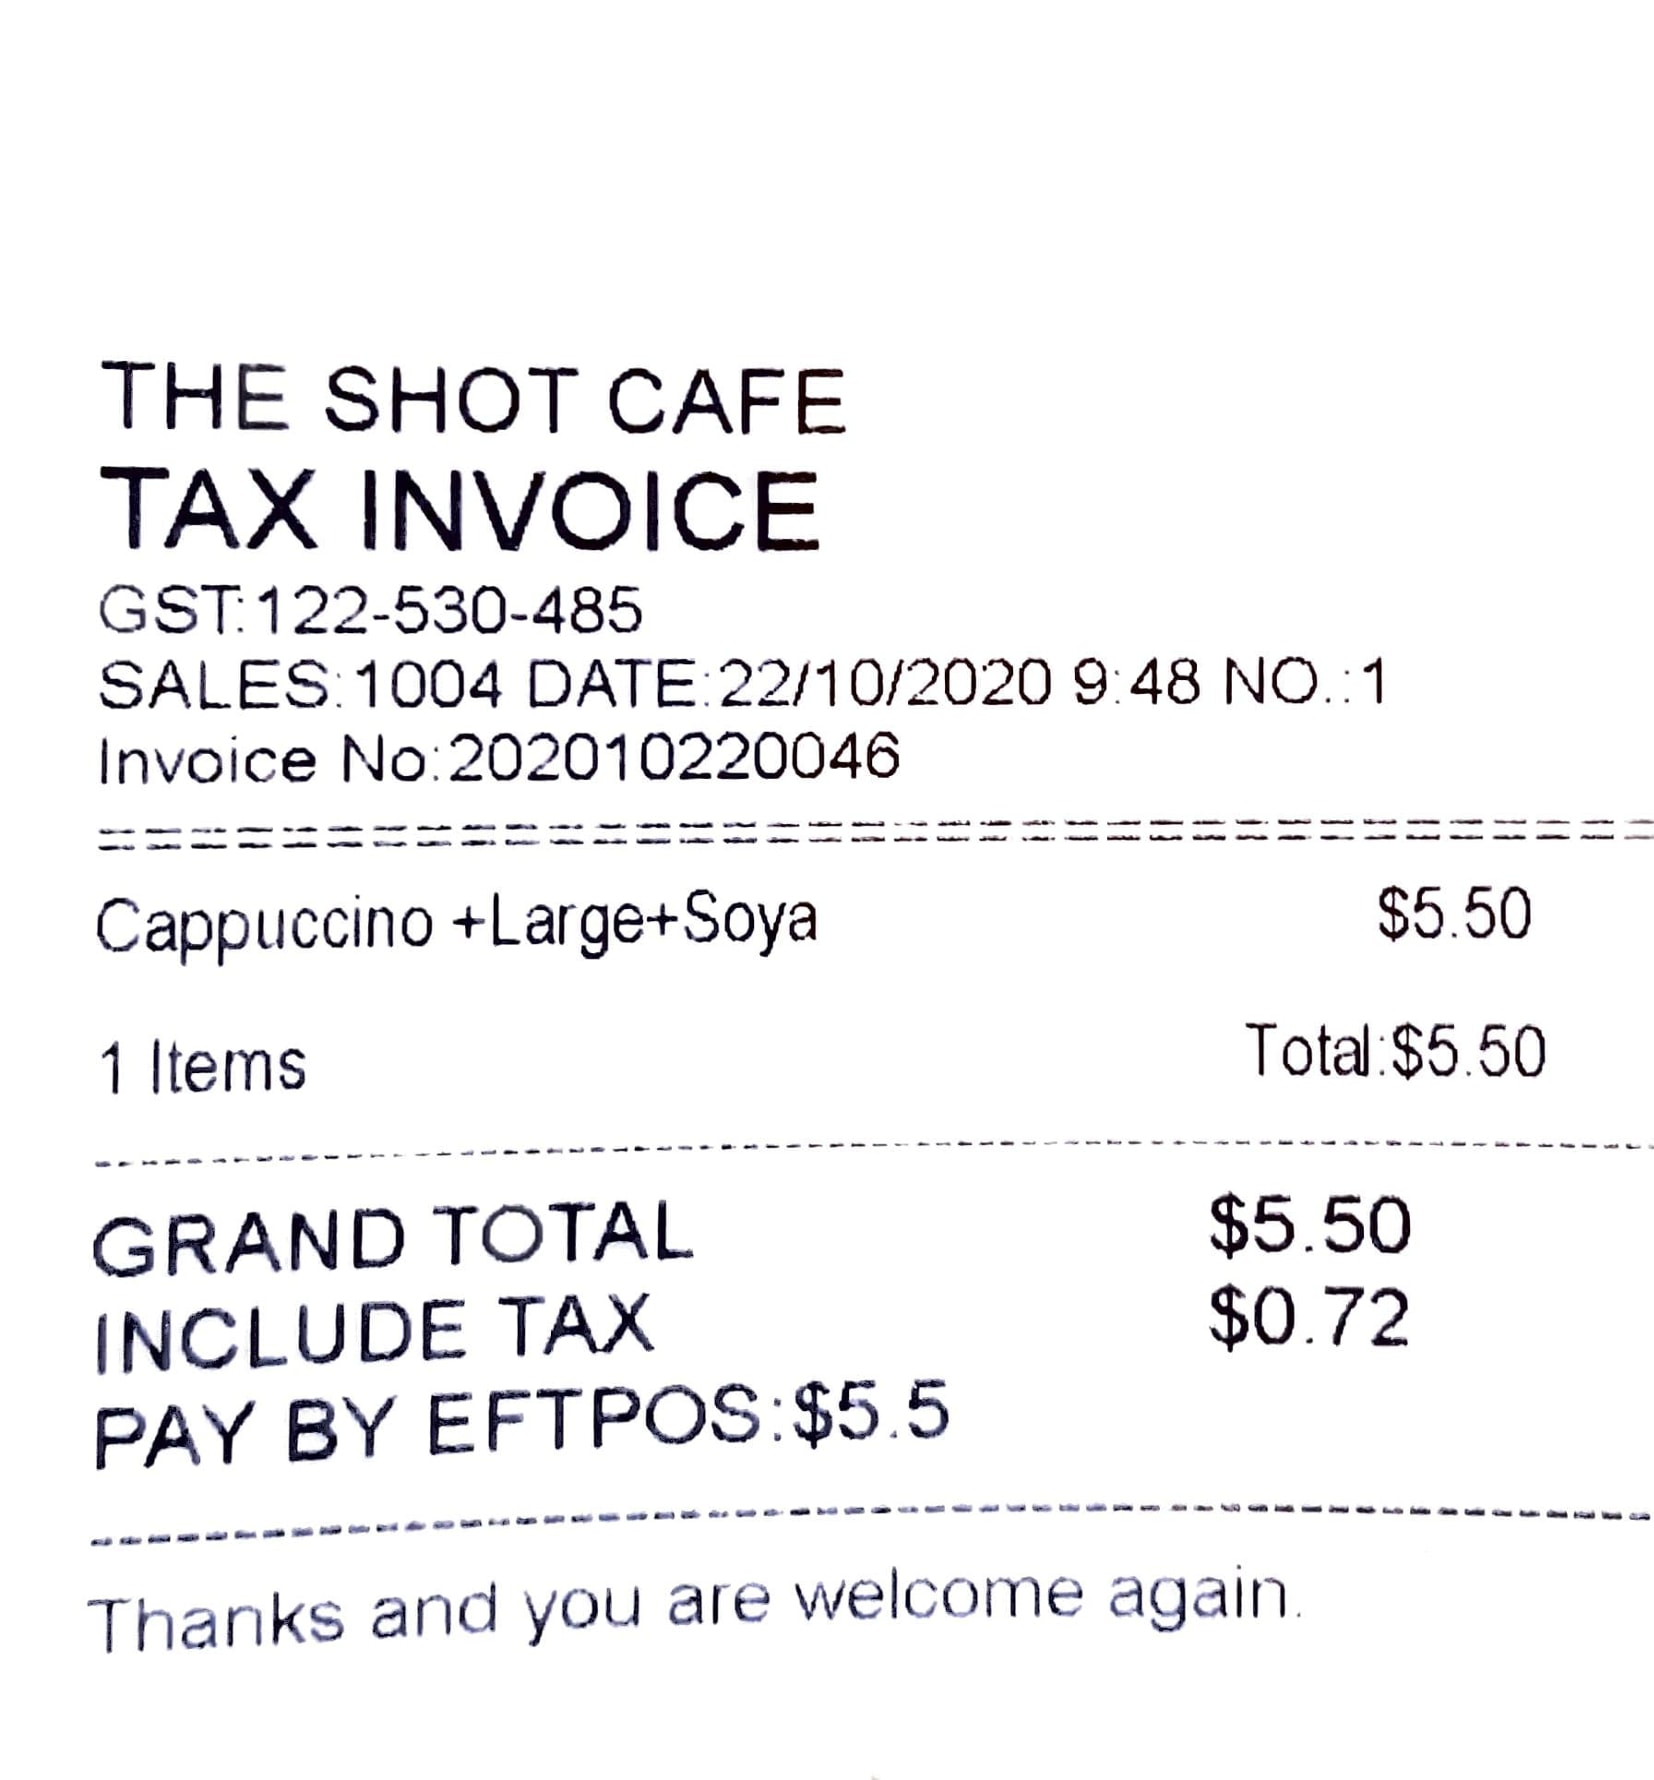 THE SHOT CAFE
TAX INVOICE
GST:122-530-485
SALES:1004 DATE:22/10/2020 9:48 NO.:1
Invoice No:202010220046
Cappuccino +Large+Soya $5.50
1 Items Total:$5.50
GRAND TOTAL $5.50
INCLUDE TAX $0.72
PAY BY EFTPOS:$5.5
Thanks and you are welcome again.